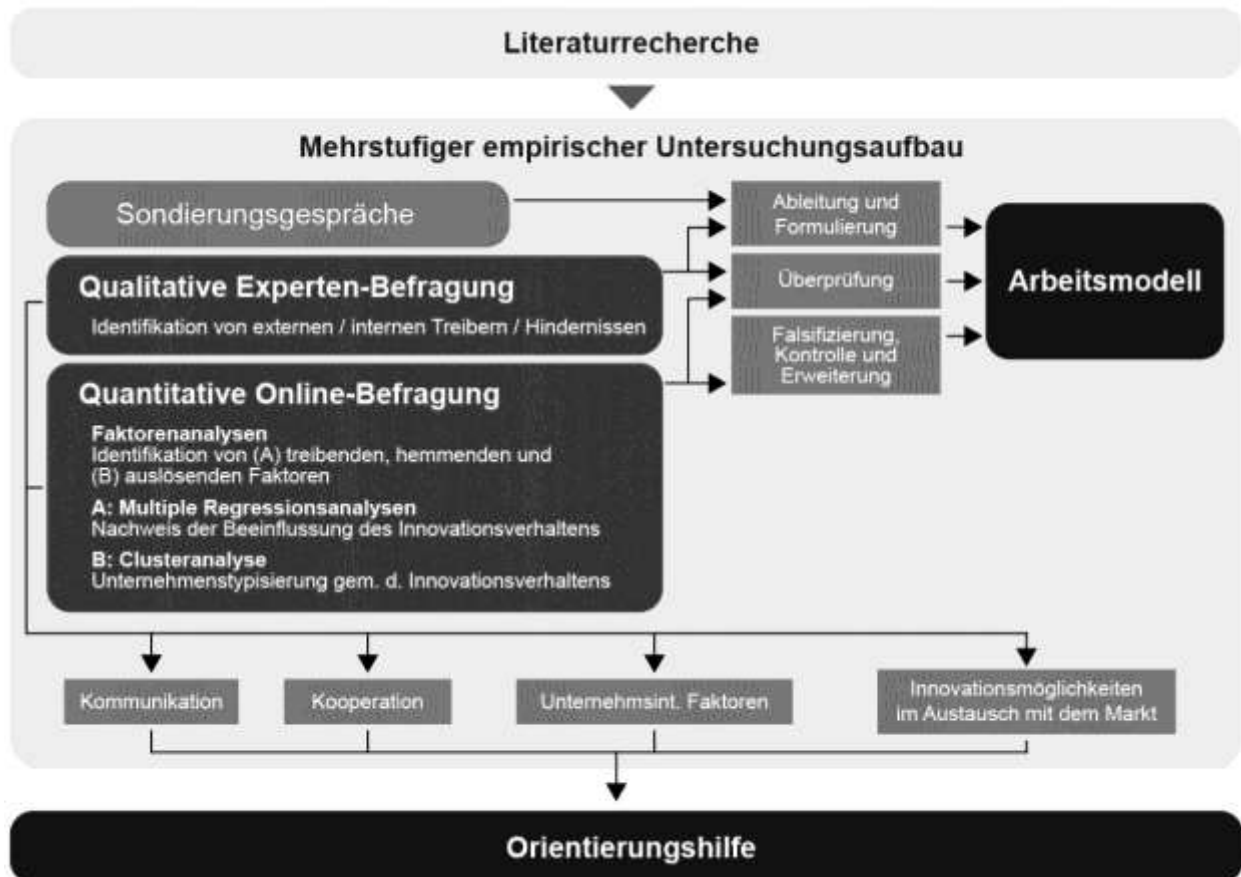 Literaturrecherche
Mehrstufiger empirischer Untersuchungsaufbau
Sondierungsgespräche
Ableitung und
Formulierung
Qualitative Experten-Befragung
Identifikation von externen / internen Treibern / Hindernissen
Überprüfung
Arbeitsmodell
Falsifizierung,
Kontrolle und
Erweiterung
Quantitative Online-Befragung
Faktorenanalysen
Identifikation von (A) treibenden, hemmenden und
(B) auslösenden Faktoren
A: Multiple Regressionsanalysen
Nachweis der Beeinflussung des Innovationsverhaltens
B: Clusteranalyse
Unternehmenstypisierung gem. d. Innovationsverhaltens
Kommunikation
Kooperation
Unternehmsint. Faktoren
Innovationsmöglichkeiten
im Austausch mit dem Markt
Orientierungshilfe